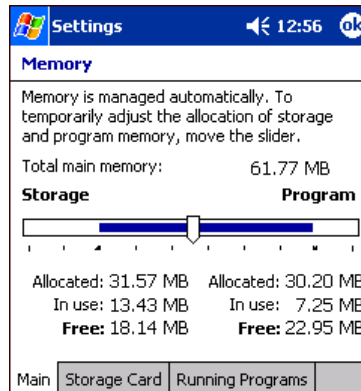 Settings 12:56 ok
Memory
Memory is managed automatically. To
temporarily adjust the allocation of storage
and program memory, move the slider.
Total main memory: 61.77 MB
Storage Program
Allocated: 31.57 MB Allocated: 30.20 MB
In use: 13.43 MB In use: 7.25 MB
Free: 18.14 MB Free: 22.95 MB
Main Storage Card Running Programs